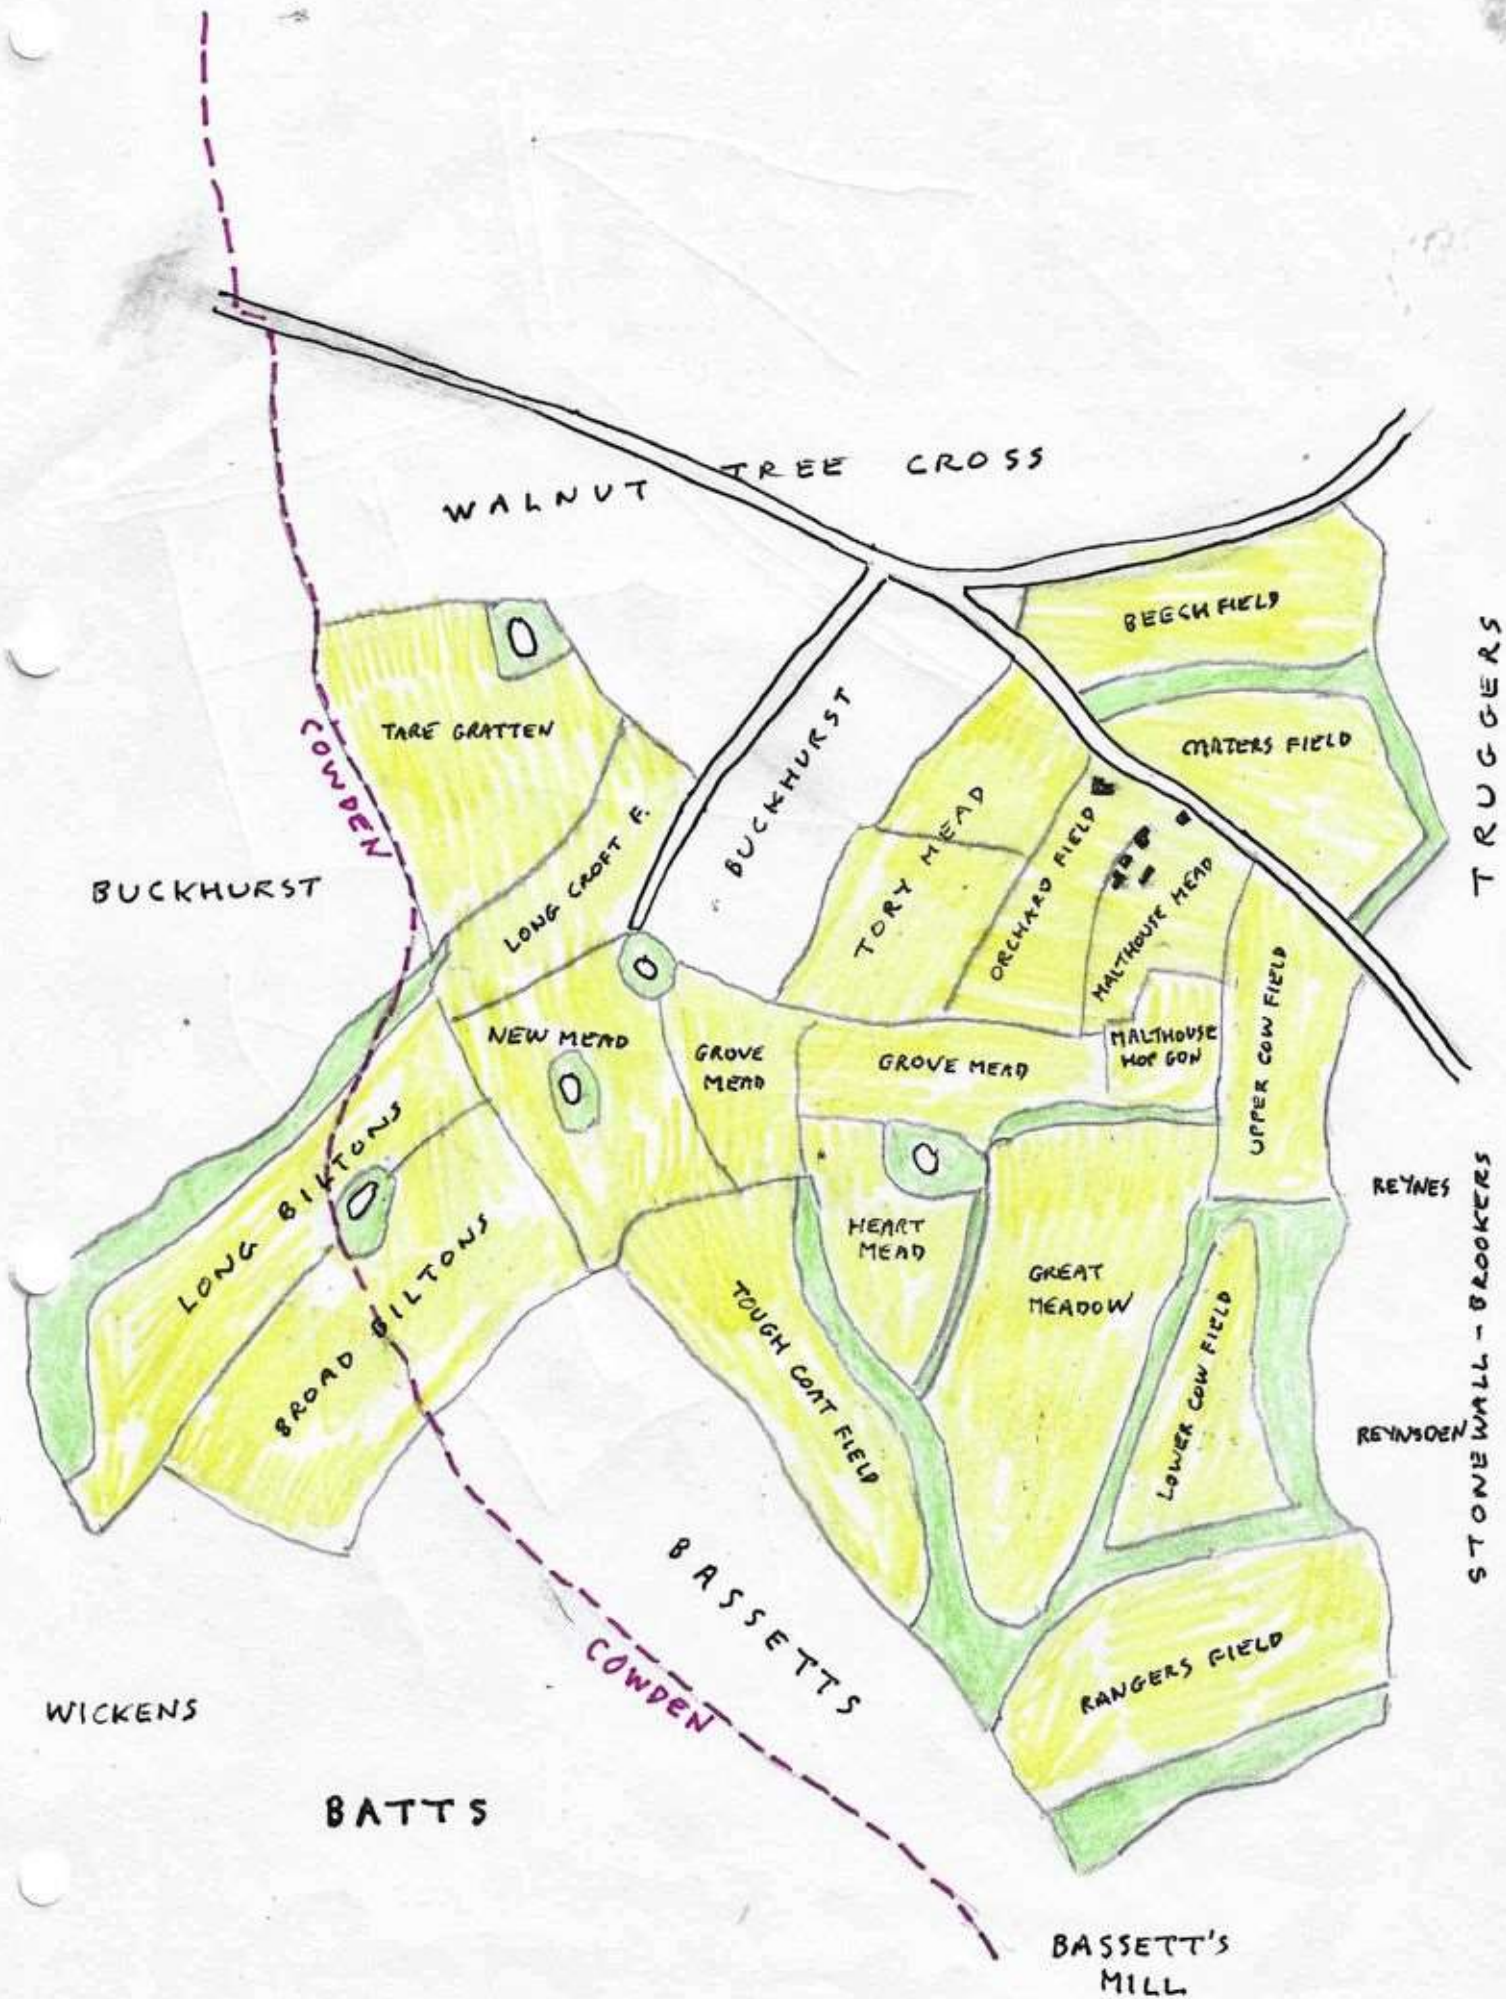 WALNUT TREE CROSS
BEECH FIELD
TRUGGERS
TARE GRATTEN
COWDEN
BUCKHURST
CARTERS FIELD
TORY MEAD
ORCHARD FIELD
MALTHOUSE MEAD
LONG CROFT F.
BUCKHURST
NEW MEAD
GROVE
MEAD
GROVE MEAD
MALTHOUSE
HOP GDN
UPPER COW FIELD
LONG BILTONS
BROAD BILTONS
HEART
MEAD
GREAT
MEADOW
REYNES
STONEWALL - BROOKERS
TOUGH COAT FIELD
LOWER COW FIELD
REYNSDEN
BASSETTS
RANGERS FIELD
COWDEN
WICKENS
BATTS
BASSETT'S
MILL